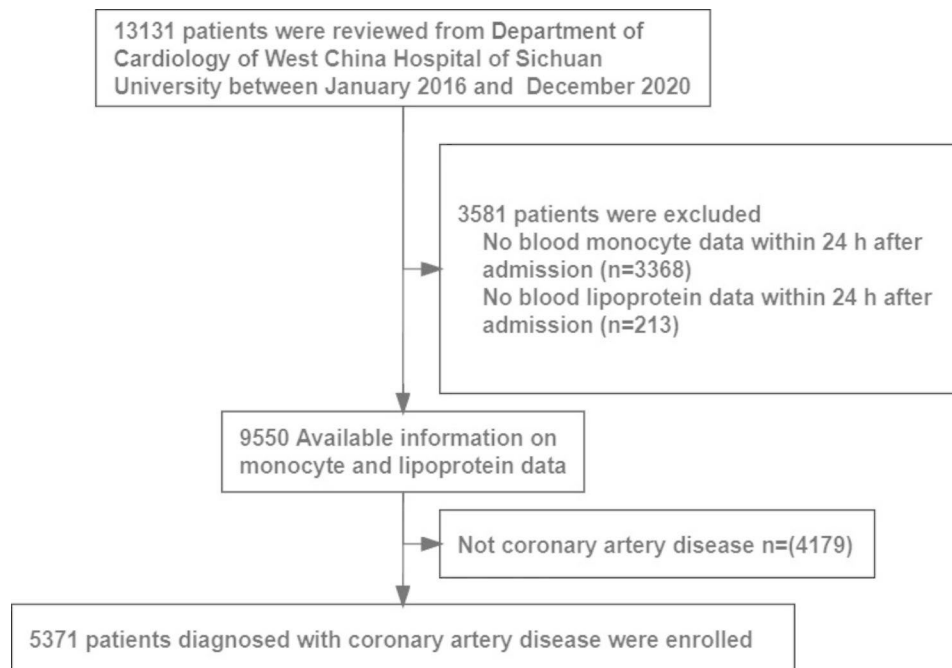 13131 patients were reviewed from Department of
Cardiology of West China Hospital of Sichuan
University between January 2016 and  December 2020
3581 patients were excluded
No blood monocyte data within 24 h after
admission (n=3368)
No blood lipoprotein data within 24 h after
admission (n=213)
9550 Available information on
monocyte and lipoprotein data
Not coronary artery disease n=(4179)
5371 patients diagnosed with coronary artery disease were enrolled